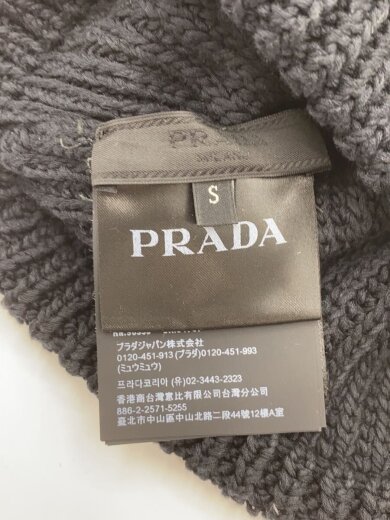 PRADA
S
PRADA
プラダジャパン株式会社
0120-451-913 (プラダ)0120-451-993
(ミュウミュウ)
프라다코리아 (유)02-3443-2323
香港商台灣意比有限公司台灣分公司
886-2-2571-5255
臺北市中山區中山北路二段44號12樓A室